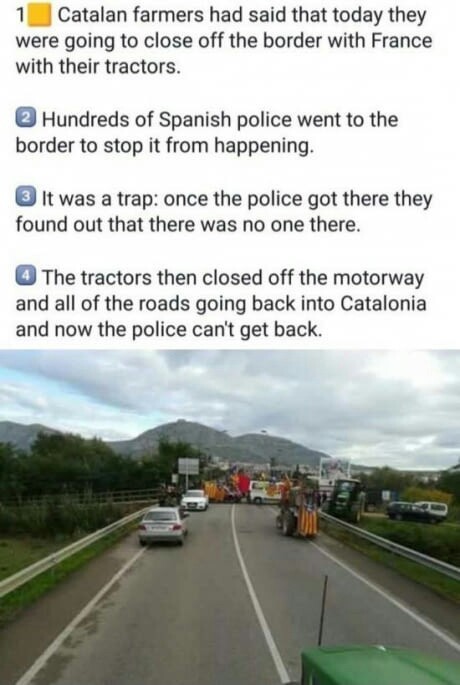 1 Catalan farmers had said that today they
were going to close off the border with France
with their tractors.
2 Hundreds of Spanish police went to the
border to stop it from happening.
3 It was a trap: once the police got there they
found out that there was no one there.
4 The tractors then closed off the motorway
and all of the roads going back into Catalonia
and now the police can't get back.